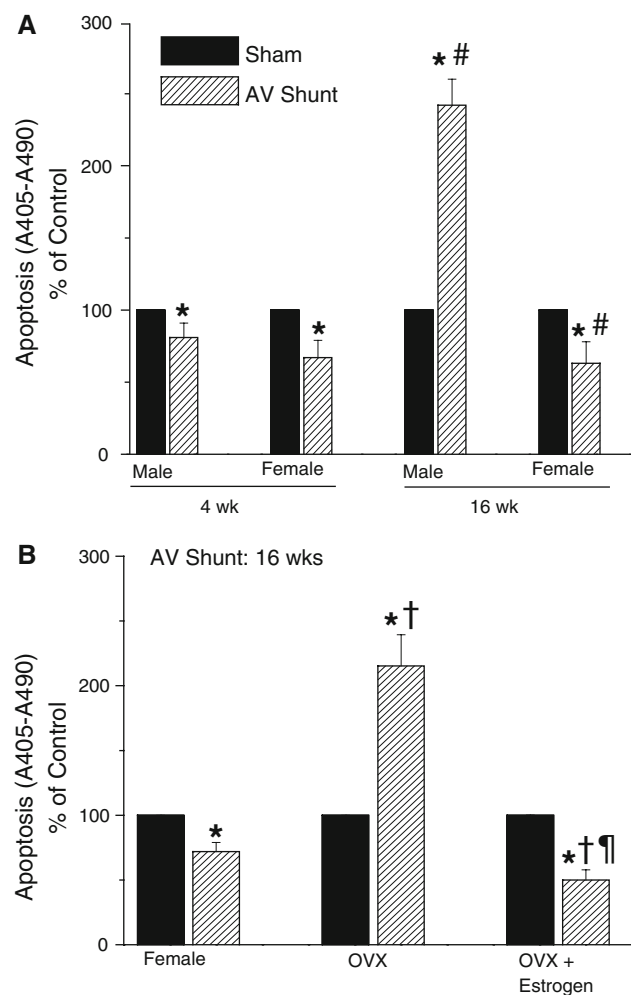 A
300
Sham
AV Shunt
* #
200
Apoptosis (A405-A490)
% of Control
100
*
*
* #
0
Male
Female
Male
Female
4 wk
16 wk
B
300
AV Shunt: 16 wks
* †
200
Apoptosis (A405-A490)
% of Control
100
*
* † ¶
0
Female
OVX
OVX +
Estrogen